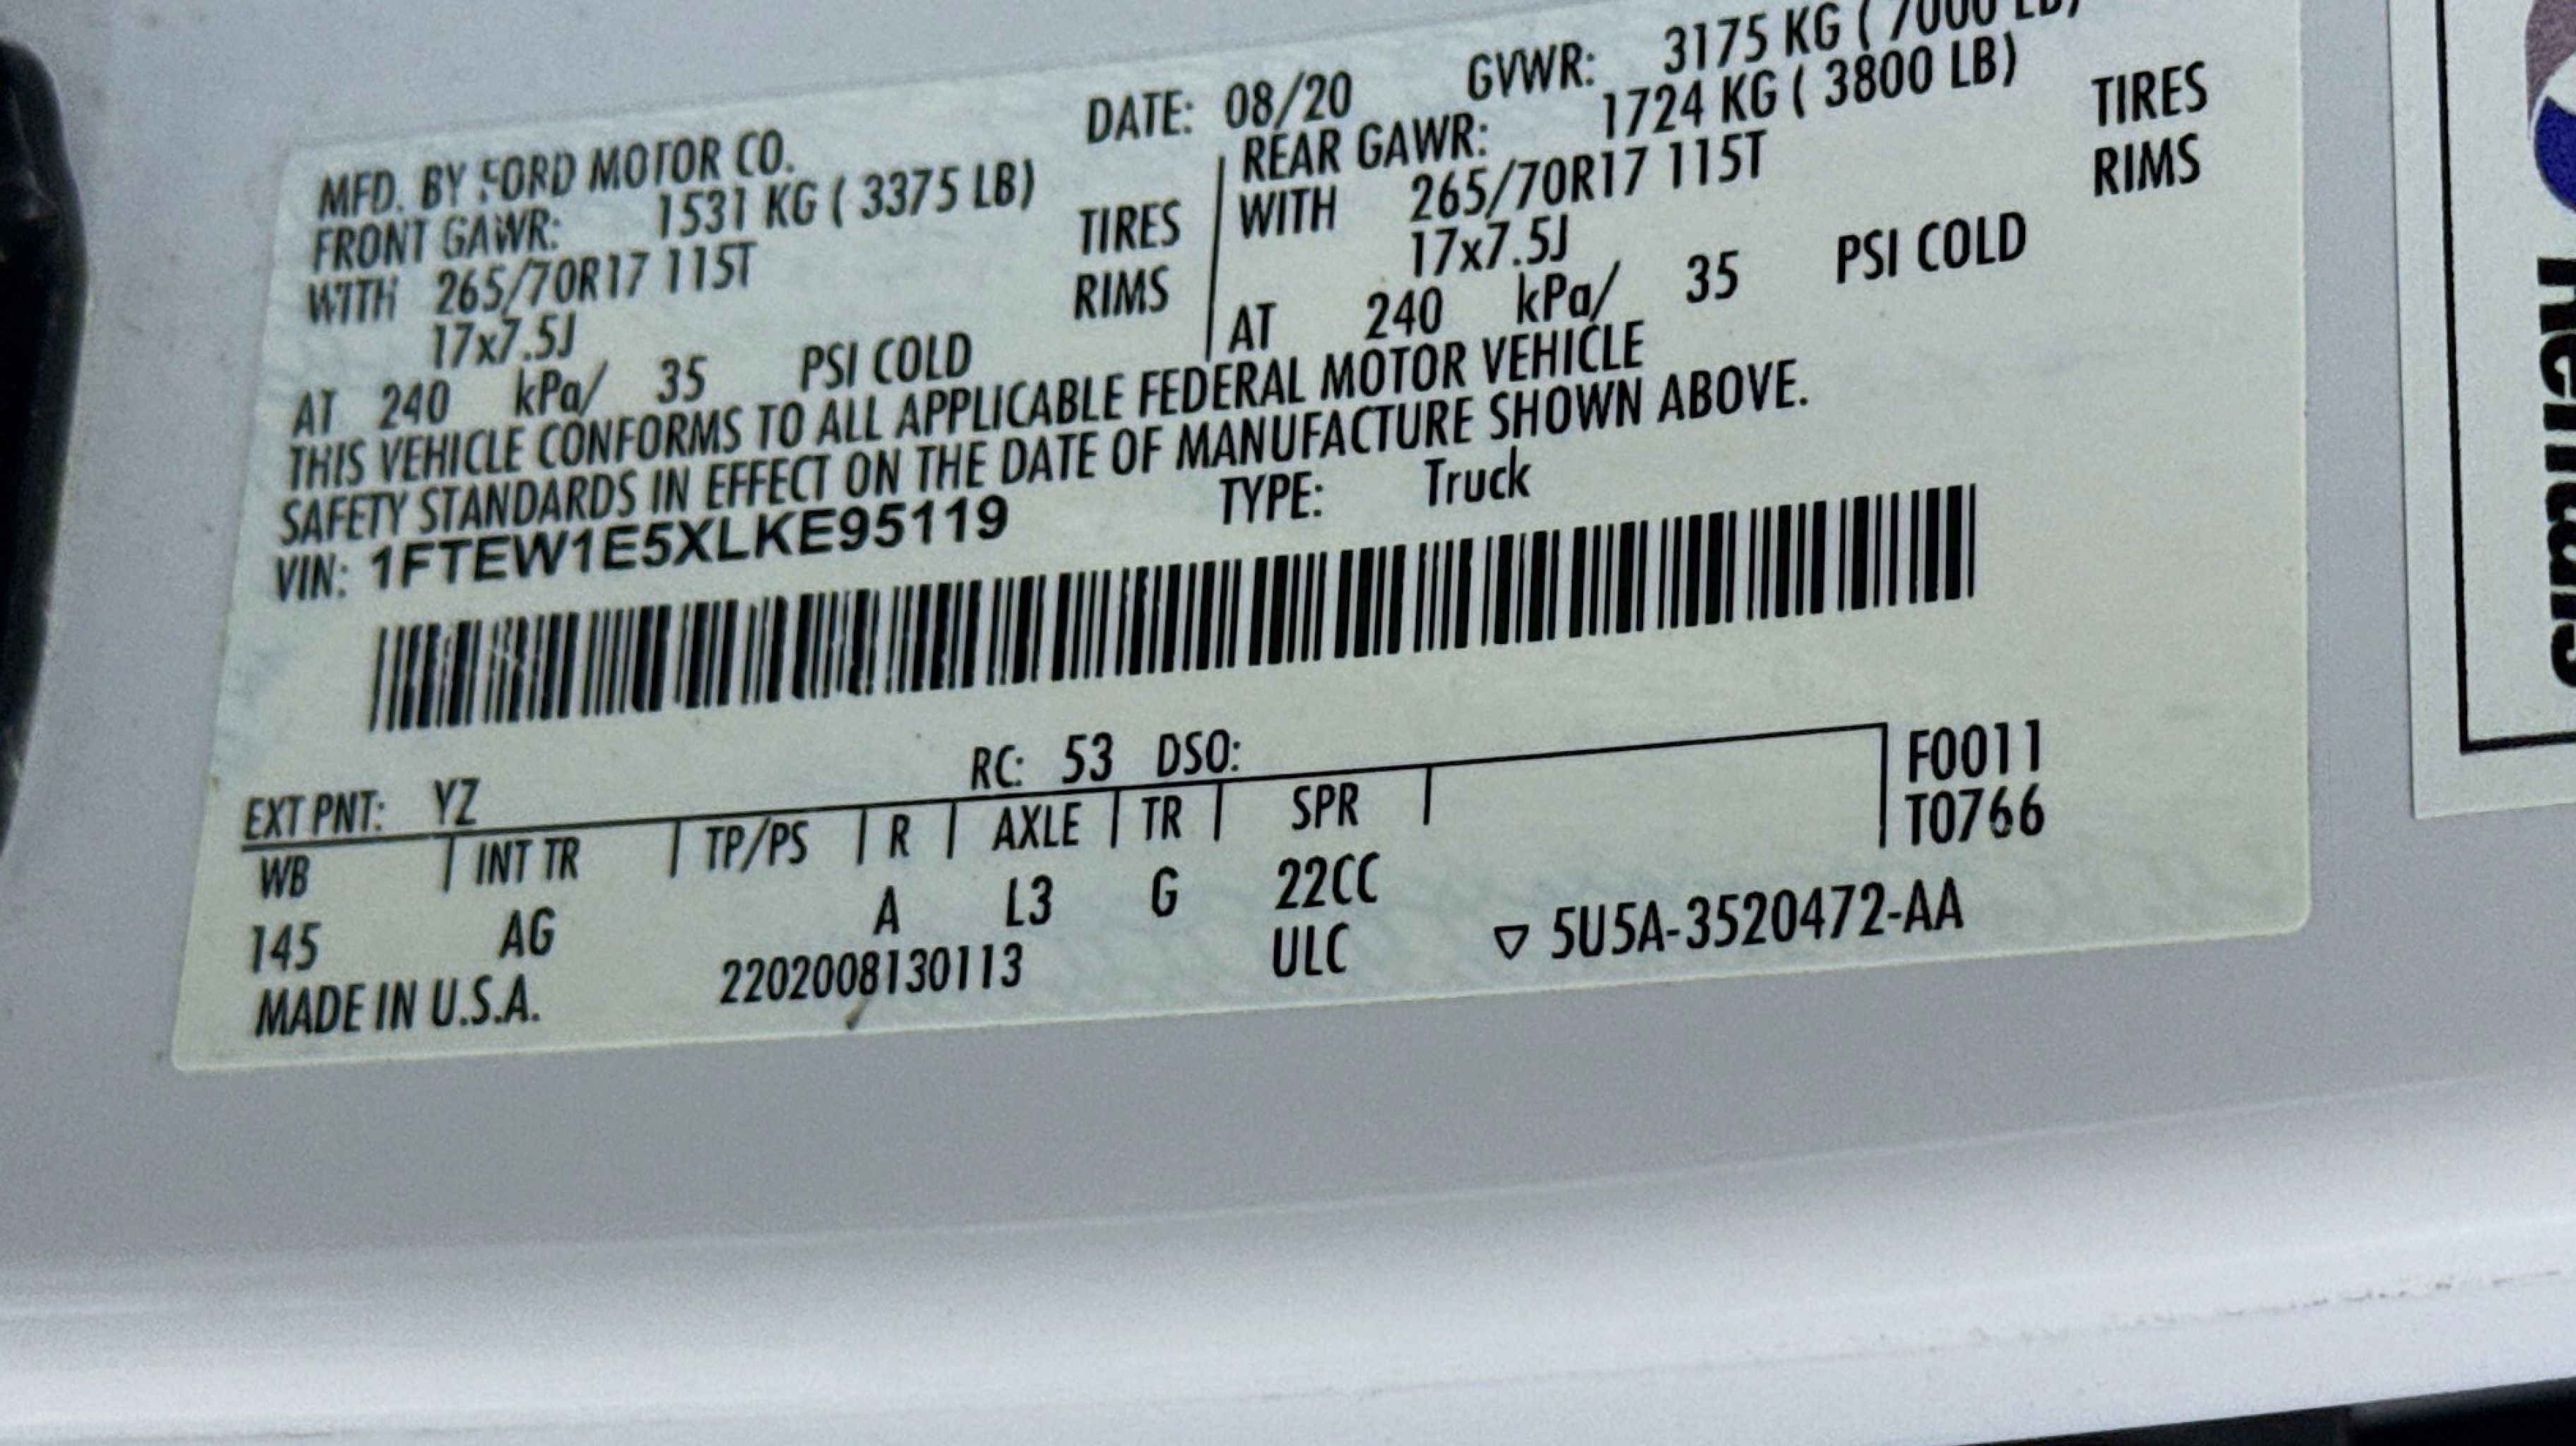 MFD. BY FORD MOTOR CO. DATE: 08/20 GVWR: 3175 KG ( 7000 LB)
FRONT GAWR: 1531 KG ( 3375 LB) REAR GAWR: 1724 KG ( 3800 LB)
WITH 265/70R17 115T TIRES WITH 265/70R17 115T TIRES
17x7.5J RIMS 17x7.5J RIMS
AT 240 kPa/ 35 PSI COLD AT 240 kPa/ 35 PSI COLD
THIS VEHICLE CONFORMS TO ALL APPLICABLE FEDERAL MOTOR VEHICLE
SAFETY STANDARDS IN EFFECT ON THE DATE OF MANUFACTURE SHOWN ABOVE.
VIN: 1FTEW1E5XLKE95119 TYPE: Truck
EXT PNT: YZ RC: 53 DSO: F0011
WB INT TR TP/PS R AXLE TR SPR T0766
145 AG A L3 G 22CC
MADE IN U.S.A. 2202008130113 ULC ▽ 5U5A-3520472-AA